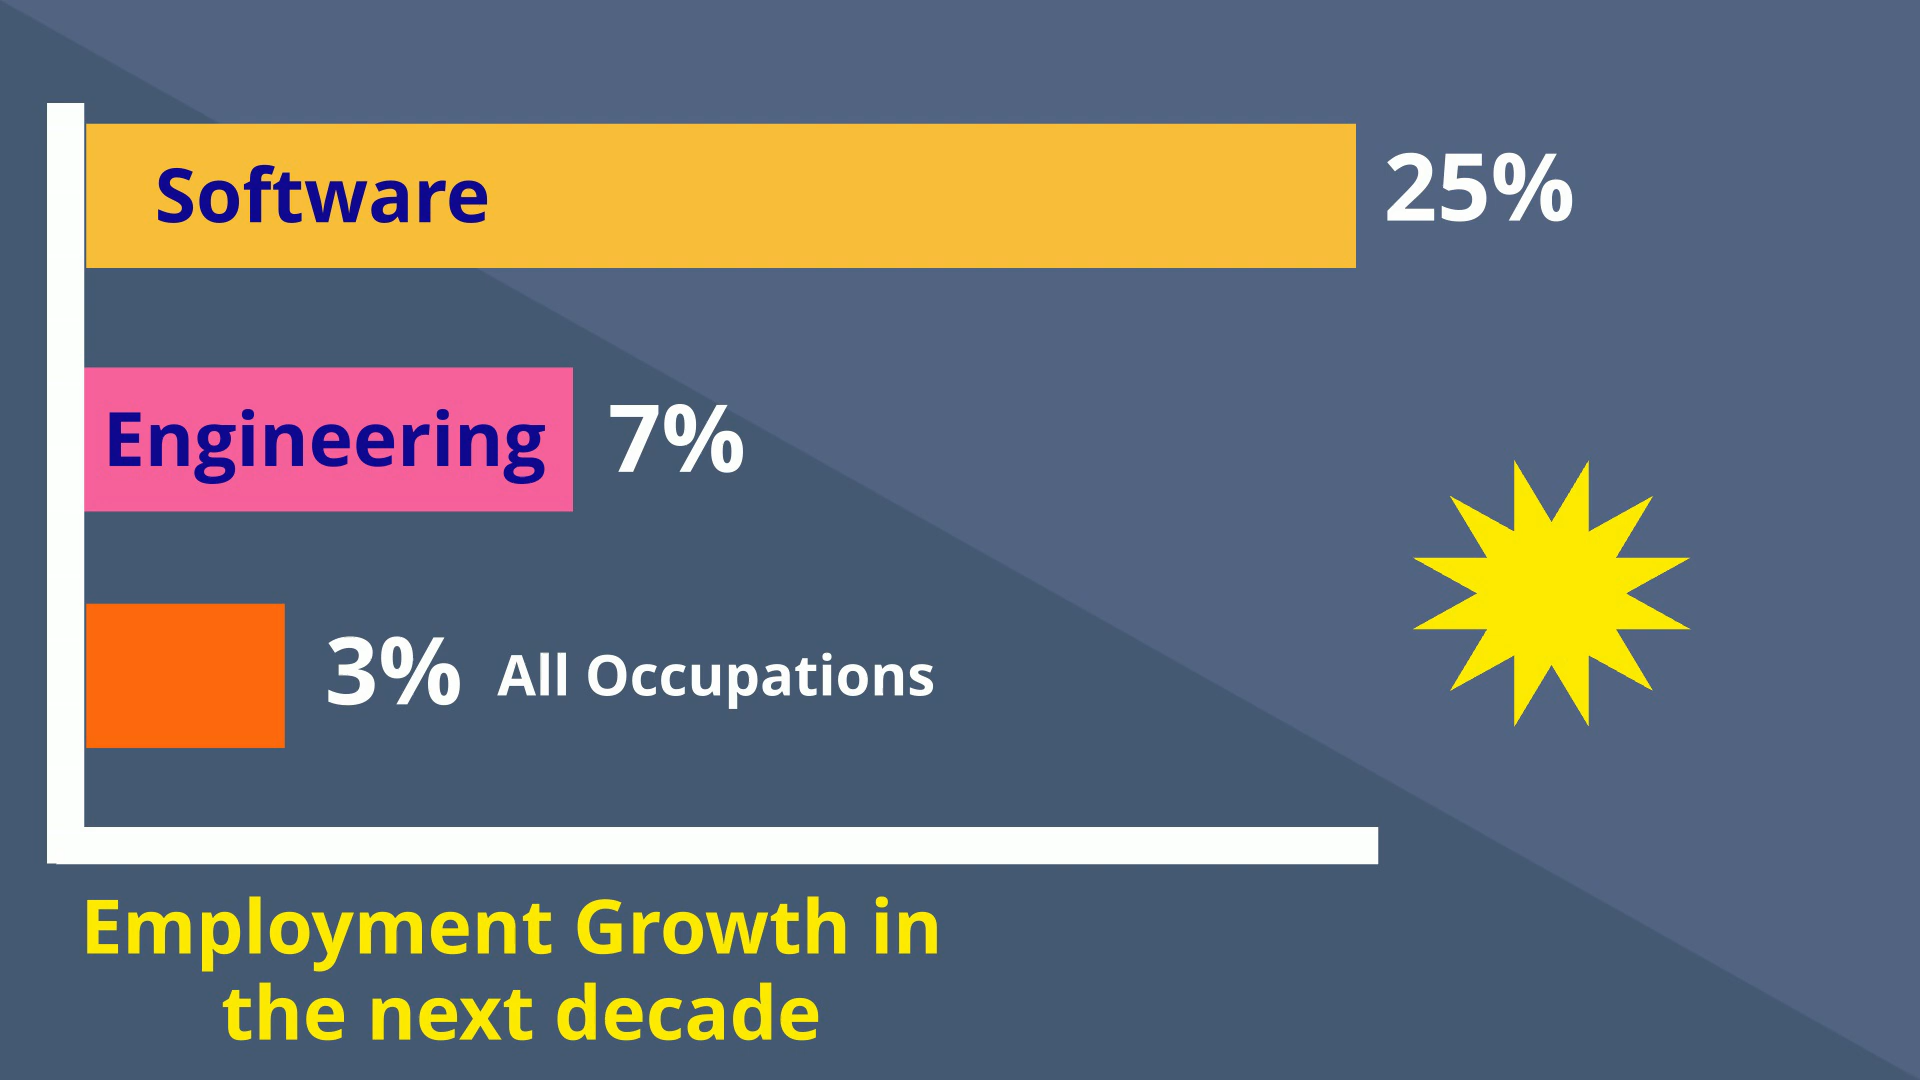 Software 25%
Engineering 7%
3% All Occupations
Employment Growth in
the next decade